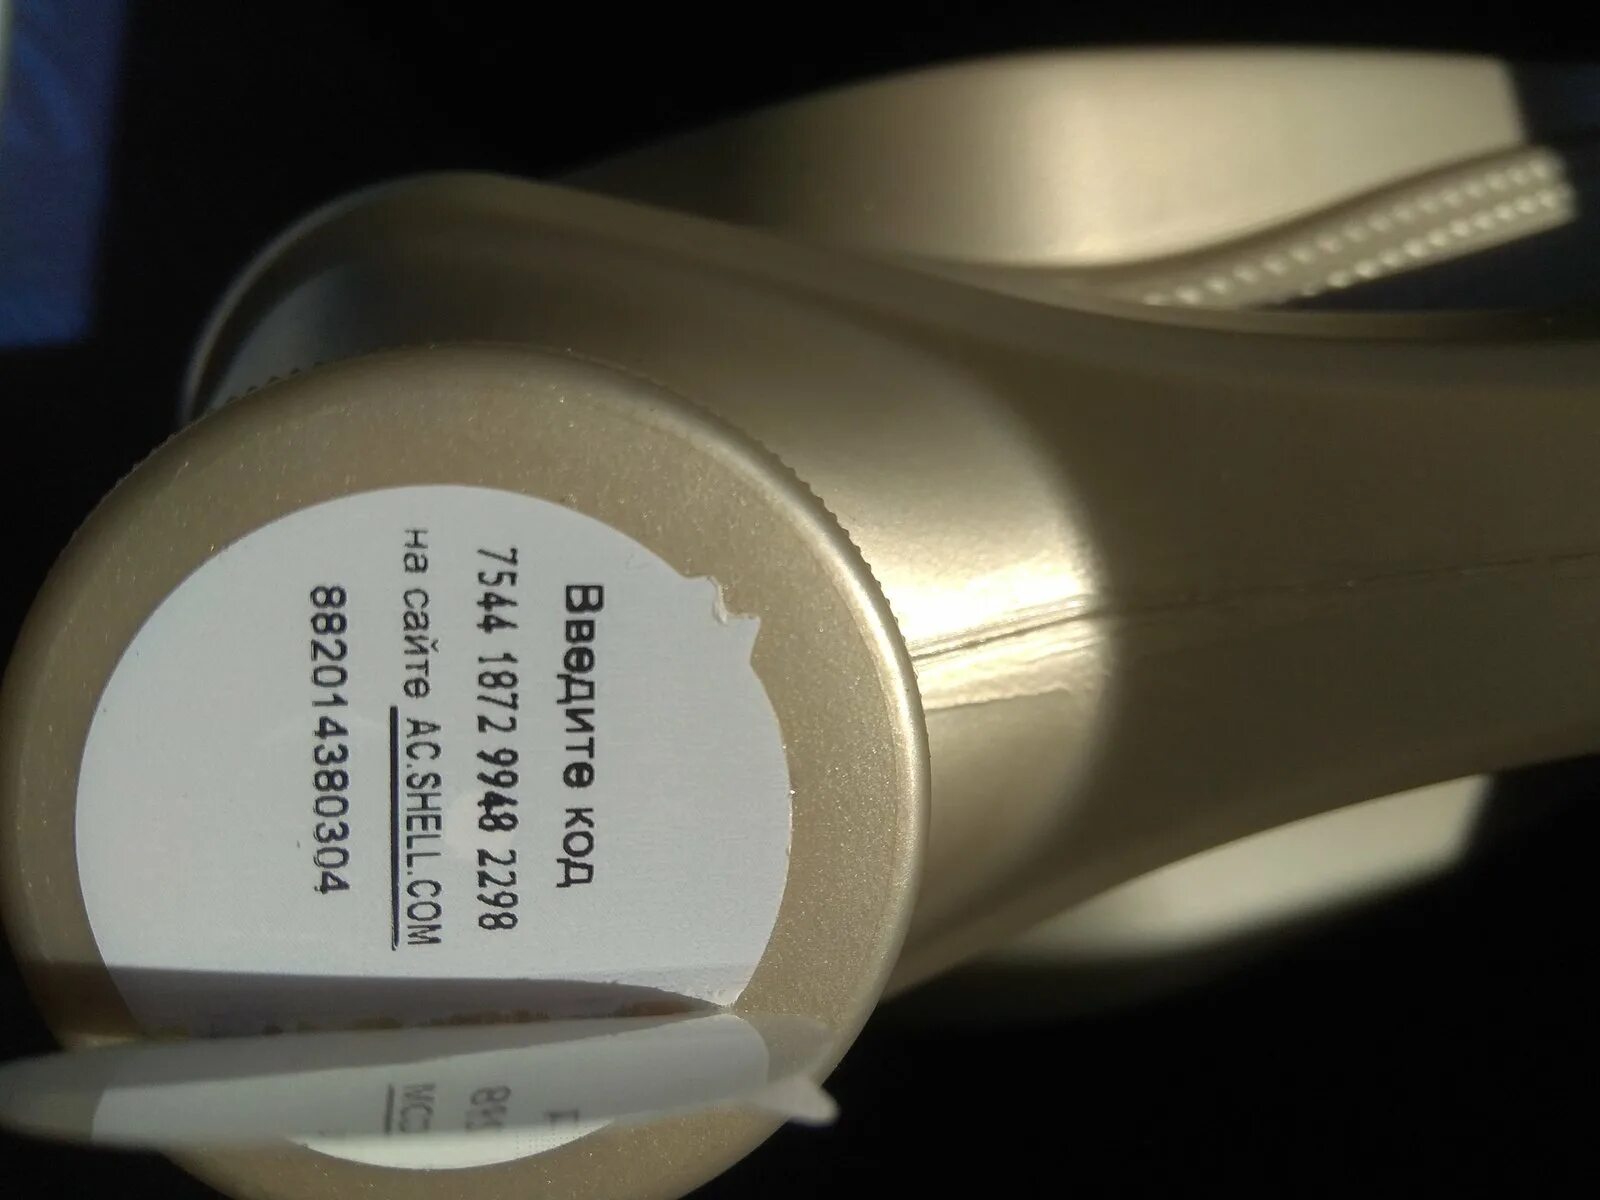 Введите код
7544 1872 9948 2298
на сайте AC.SHELL.COM
882014380304